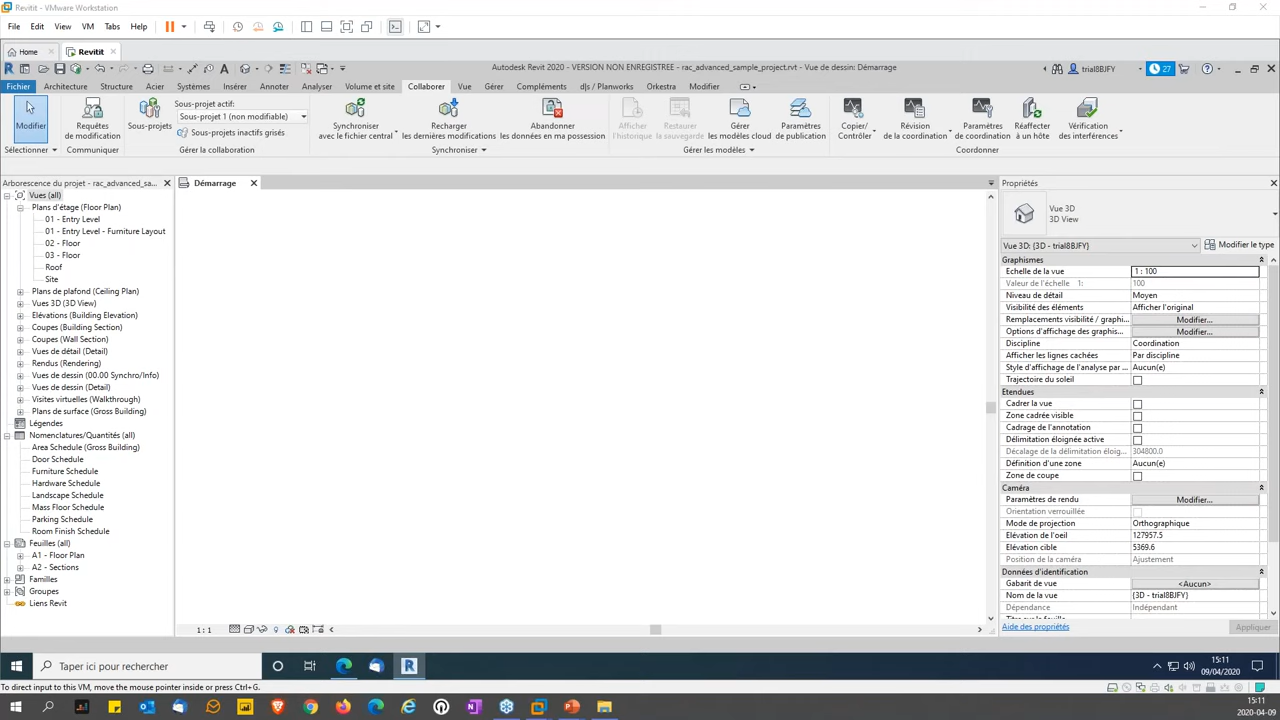 Revitit - VMware Workstation
File Edit View VM Tabs Help
Home
Revitit
Autodesk Revit 2020 - VERSION NON ENREGISTREE - rac_advanced_sample_project.rvt - Vue de dessin: Démarrage
trial8BJFY
27
Fichier Architecture Structure Acier Systèmes Insérer Annoter Analyser Volume et site Collaborer Vue Gérer Compléments d|s / Planworks Orkestra Modifier
Modifier
Requêtes de modification
Sous-projets
Sous-projet actif:
Sous-projet 1 (non modifiable)
Sous-projets inactifs grisés
Synchroniser avec le fichier central
Recharger les dernières modifications
Abandonner les données en ma possession
Afficher l'historique
Restaurer la sauvegarde
Gérer les modèles cloud
Paramètres de publication
Copier/ Contrôler
Révision de la coordination
Paramètres de coordination
Réaffecter à un hôte
Vérification des interférences
Sélectionner Communiquer Gérer la collaboration Synchroniser Gérer les modèles Coordonner
Arborescence du projet - rac_advanced_sa...
Vues (all)
Plans d'étage (Floor Plan)
01 - Entry Level
01 - Entry Level - Furniture Layout
02 - Floor
03 - Floor
Roof
Site
Plans de plafond (Ceiling Plan)
Vues 3D (3D View)
Elévations (Building Elevation)
Coupes (Building Section)
Coupes (Wall Section)
Vues de détail (Detail)
Rendus (Rendering)
Vues de dessin (00.00 Synchro/Info)
Vues de dessin (Detail)
Visites virtuelles (Walkthrough)
Plans de surface (Gross Building)
Légendes
Nomenclatures/Quantités (all)
Area Schedule (Gross Building)
Door Schedule
Furniture Schedule
Hardware Schedule
Landscape Schedule
Mass Floor Schedule
Parking Schedule
Room Finish Schedule
Feuilles (all)
A1 - Floor Plan
A2 - Sections
Familles
Groupes
Liens Revit
Démarrage
1 : 1
Propriétés
Vue 3D
3D View
Vue 3D: {3D - trial8BJFY}
Modifier le type
Graphismes
Echelle de la vue 1 : 100
Valeur de l'échelle 1: 100
Niveau de détail Moyen
Visibilité des éléments Afficher l'original
Remplacements visibilité / graphi... Modifier...
Options d'affichage des graphis... Modifier...
Discipline Coordination
Afficher les lignes cachées Par discipline
Style d'affichage de l'analyse par ... Aucun(e)
Trajectoire du soleil
Etendues
Cadrer la vue
Zone cadrée visible
Cadrage de l'annotation
Délimitation éloignée active
Décalage de la délimitation éloig... 304800.0
Définition d'une zone Aucun(e)
Zone de coupe
Caméra
Paramètres de rendu Modifier...
Orientation verrouillée
Mode de projection Orthographique
Elévation de l'oeil 127957.5
Elévation cible 5369.6
Position de la caméra Ajustement
Données d'identification
Gabarit de vue <Aucun>
Nom de la vue {3D - trial8BJFY}
Dépendance Indépendant
Aide des propriétés
Appliquer
Taper ici pour rechercher
15:11
09/04/2020
To direct input to this VM, move the mouse pointer inside or press Ctrl+G.
15:11
2020-04-09